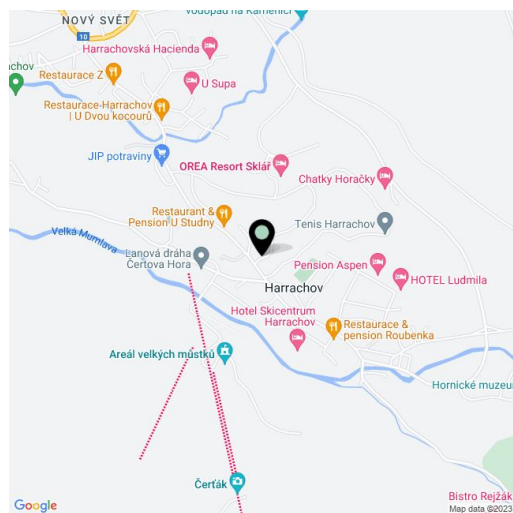 vodopád na Kamenici
NOVÝ SVĚT
10
Harrachovská Hacienda
Restaurace Z
U Supa
Restaurace-Harrachov
| U Dvou kocourů
JIP potraviny
OREA Resort Sklář
Chatky Horačky
Restaurant &
Pension U Studny
Tenis Harrachov
Velká Mumlava
Lanová dráha
Čertova Hora
Pension Aspen
HOTEL Ludmila
Harrachov
Hotel Skicentrum
Harrachov
Restaurace &
pension Roubenka
Areál velkých můstků
Hornické muzeu
Čerťák
Bistro Rejžák
Google
Map data ©2023